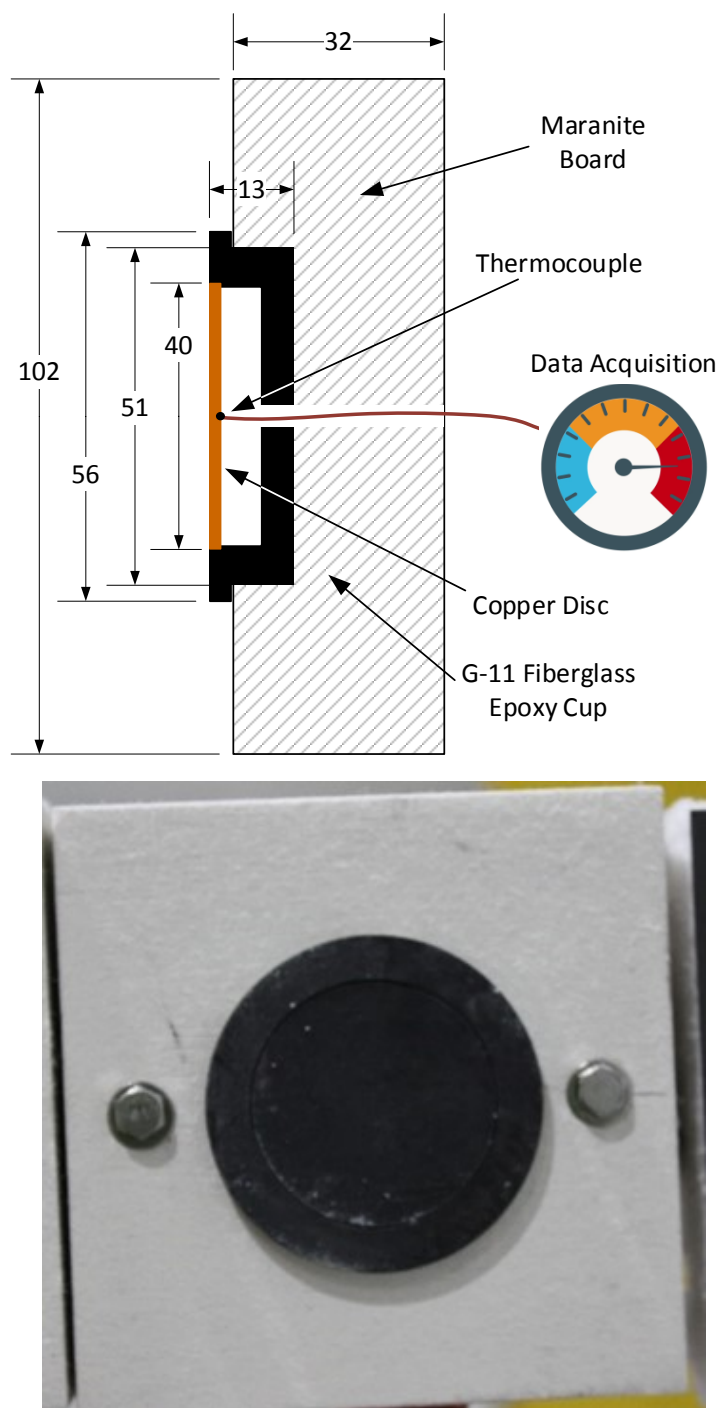 32
Maranite
Board
13
Thermocouple
40
Data Acquisition
102
51
56
Copper Disc
G-11 Fiberglass
Epoxy Cup